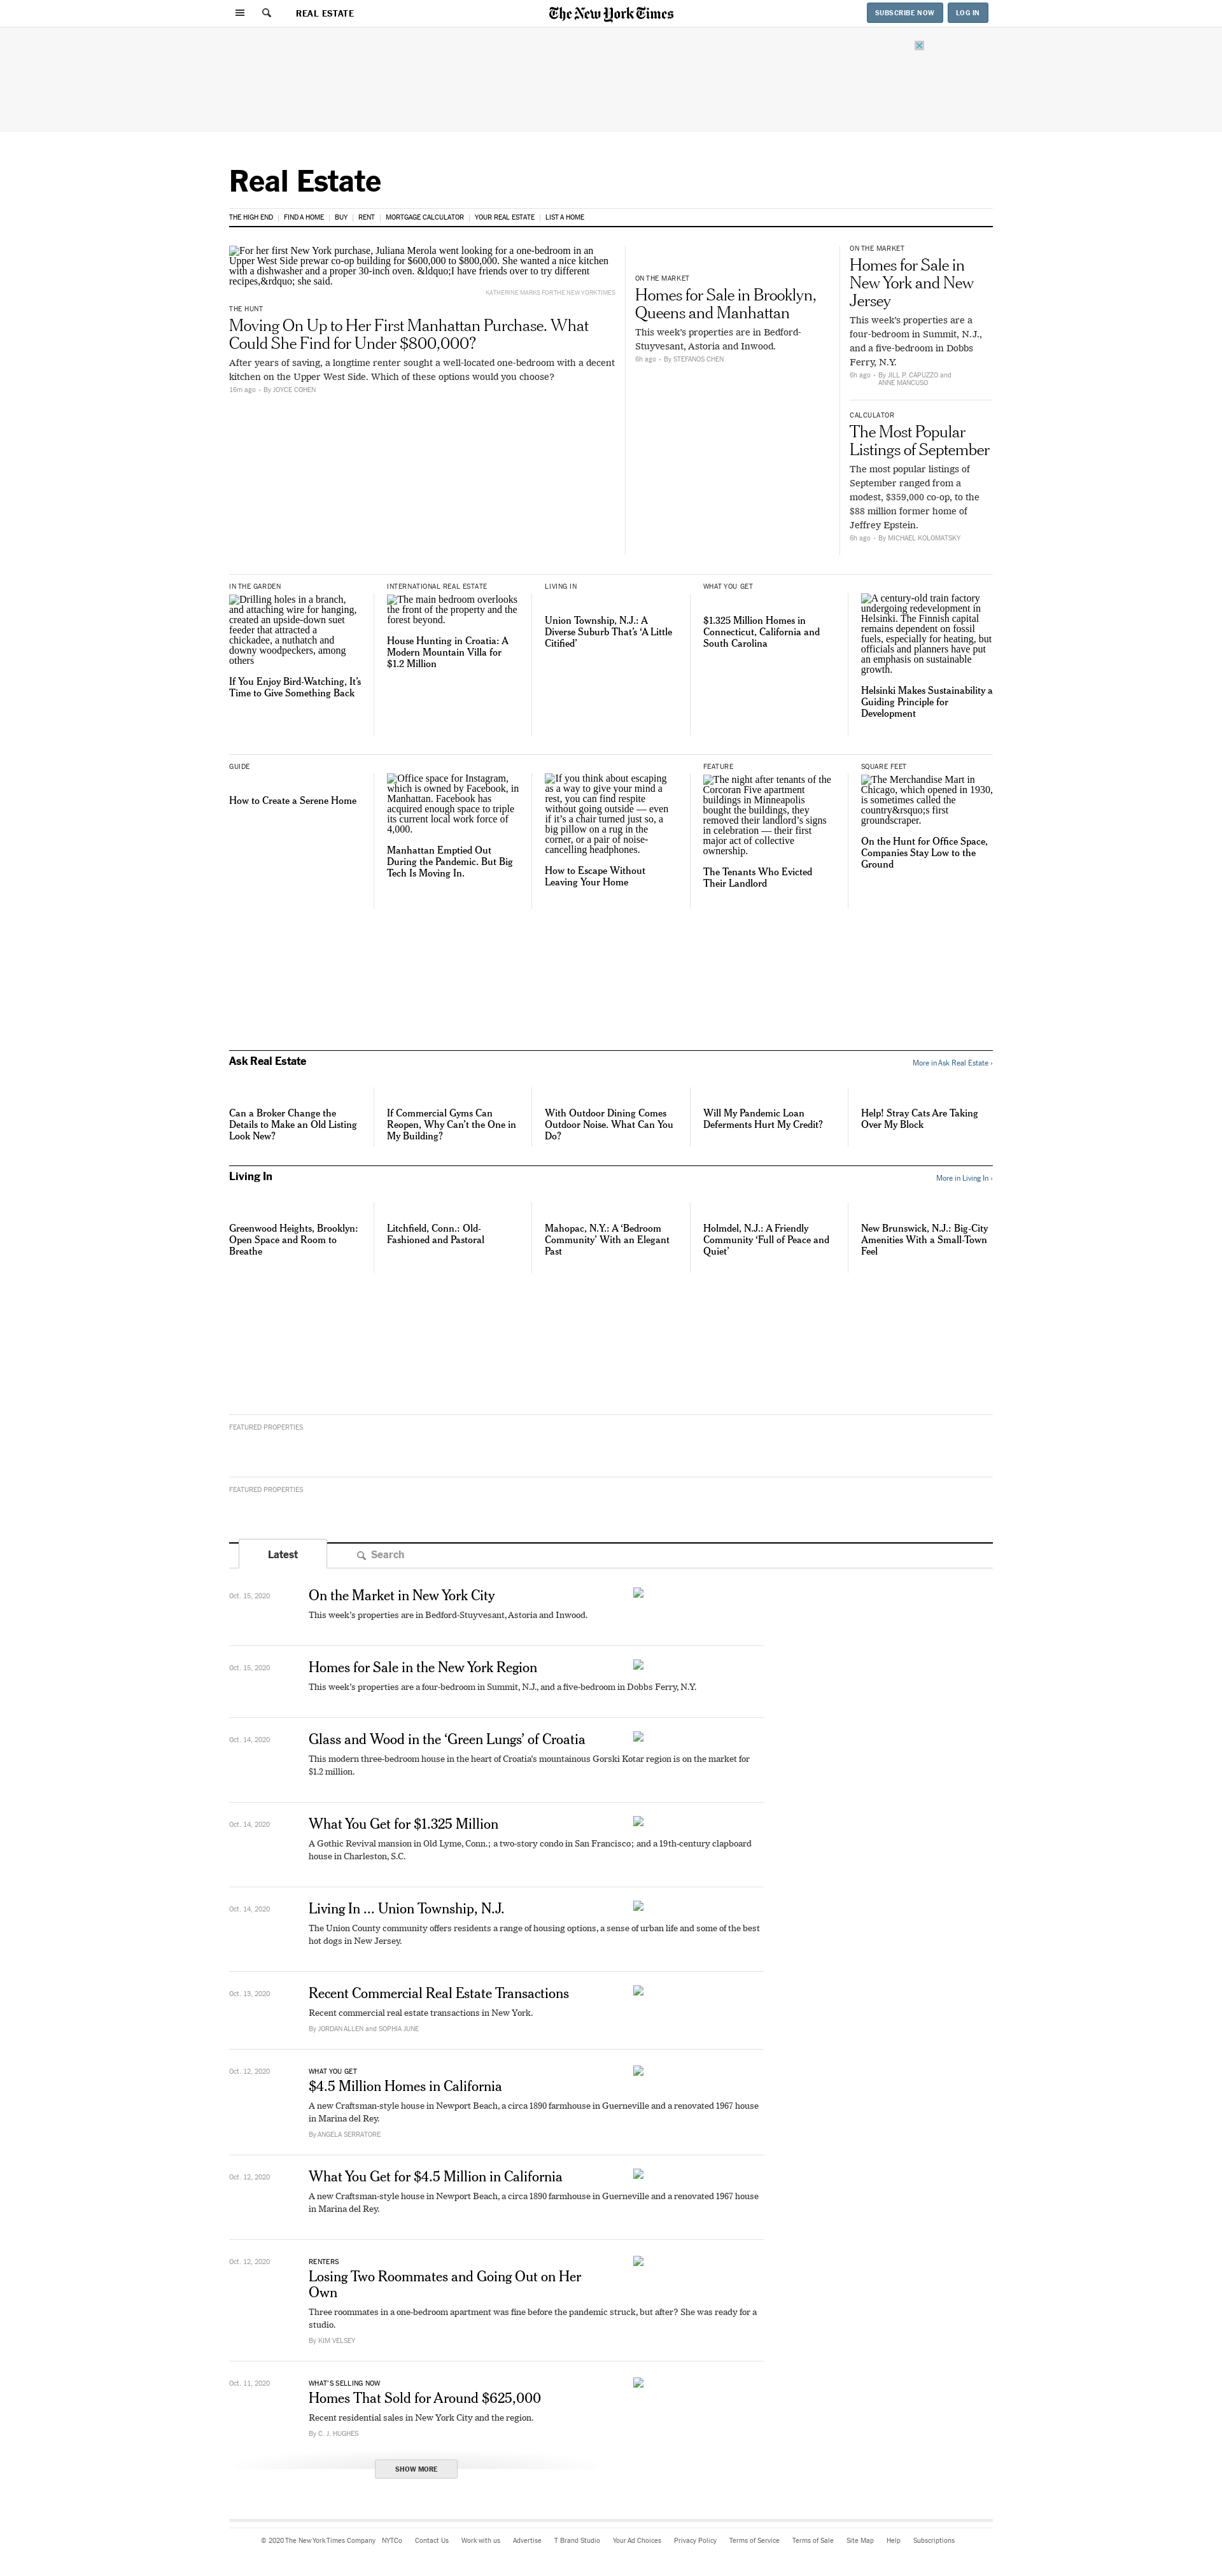 REAL ESTATE
The New York Times
SUBSCRIBE NOW
LOG IN
Real Estate
THE HIGH END
FIND A HOME
BUY
RENT
MORTGAGE CALCULATOR
YOUR REAL ESTATE
LIST A HOME
For her first New York purchase, Juliana Merola went looking for a one-bedroom in an
Upper West Side prewar co-op building for $600,000 to $800,000. She wanted a nice kitchen
with a dishwasher and a proper 30-inch oven. &ldquo;I have friends over to try different
recipes,&rdquo; she said.
KATHERINE MARKS FOR THE NEW YORK TIMES
THE HUNT
Moving On Up to Her First Manhattan Purchase. What
Could She Find for Under $800,000?
After years of saving, a longtime renter sought a well-located one-bedroom with a decent
kitchen on the Upper West Side. Which of these options would you choose?
16m ago - By JOYCE COHEN
ON THE MARKET
Homes for Sale in Brooklyn,
Queens and Manhattan
This week's properties are in Bedford-
Stuyvesant, Astoria and Inwood.
6h ago - By STEFANOS CHEN
ON THE MARKET
Homes for Sale in
New York and New
Jersey
This week's properties are a
four-bedroom in Summit, N.J.,
and a five-bedroom in Dobbs
Ferry, N.Y.
6h ago - By JILL P. CAPUZZO and
ANNE MANCUSO
CALCULATOR
The Most Popular
Listings of September
The most popular listings of
September ranged from a
modest, $359,000 co-op, to the
$88 million former home of
Jeffrey Epstein.
6h ago - By MICHAEL KOLOMATSKY
IN THE GARDEN
Drilling holes in a branch,
and attaching wire for hanging,
created an upside-down suet
feeder that attracted a
chickadee, a nuthatch and
downy woodpeckers, among
others
If You Enjoy Bird-Watching, It's
Time to Give Something Back
INTERNATIONAL REAL ESTATE
The main bedroom overlooks
the front of the property and the
forest beyond.
House Hunting in Croatia: A
Modern Mountain Villa for
$1.2 Million
LIVING IN
Union Township, N.J.: A
Diverse Suburb That's 'A Little
Citified'
WHAT YOU GET
$1.325 Million Homes in
Connecticut, California and
South Carolina
A century-old train factory
undergoing redevelopment in
Helsinki. The Finnish capital
remains dependent on fossil
fuels, especially for heating, but
officials and planners have put
an emphasis on sustainable
growth.
Helsinki Makes Sustainability a
Guiding Principle for
Development
GUIDE
How to Create a Serene Home
Office space for Instagram,
which is owned by Facebook, in
Manhattan. Facebook has
acquired enough space to triple
its current local work force of
4,000.
Manhattan Emptied Out
During the Pandemic. But Big
Tech Is Moving In.
If you think about escaping
as a way to give your mind a
rest, you can find respite
without going outside — even
if it's a chair turned just so, a
big pillow on a rug in the
corner, or a pair of noise-
cancelling headphones.
How to Escape Without
Leaving Your Home
FEATURE
The night after tenants of the
Corcoran Five apartment
buildings in Minneapolis
bought the buildings, they
removed their landlord's signs
in celebration — their first
major act of collective
ownership.
The Tenants Who Evicted
Their Landlord
SQUARE FEET
The Merchandise Mart in
Chicago, which opened in 1930,
is sometimes called the
country&rsquo;s first
groundscraper.
On the Hunt for Office Space,
Companies Stay Low to the
Ground
Ask Real Estate
More in Ask Real Estate ›
Can a Broker Change the
Details to Make an Old Listing
Look New?
If Commercial Gyms Can
Reopen, Why Can't the One in
My Building?
With Outdoor Dining Comes
Outdoor Noise. What Can You
Do?
Will My Pandemic Loan
Deferments Hurt My Credit?
Help! Stray Cats Are Taking
Over My Block
Living In
More in Living In ›
Greenwood Heights, Brooklyn:
Open Space and Room to
Breathe
Litchfield, Conn.: Old-
Fashioned and Pastoral
Mahopac, N.Y.: A 'Bedroom
Community' With an Elegant
Past
Holmdel, N.J.: A Friendly
Community 'Full of Peace and
Quiet'
New Brunswick, N.J.: Big-City
Amenities With a Small-Town
Feel
FEATURED PROPERTIES
FEATURED PROPERTIES
Latest
Search
Oct. 15, 2020
On the Market in New York City
This week's properties are in Bedford-Stuyvesant, Astoria and Inwood.
Oct. 15, 2020
Homes for Sale in the New York Region
This week's properties are a four-bedroom in Summit, N.J., and a five-bedroom in Dobbs Ferry, N.Y.
Oct. 14, 2020
Glass and Wood in the 'Green Lungs' of Croatia
This modern three-bedroom house in the heart of Croatia's mountainous Gorski Kotar region is on the market for
$1.2 million.
Oct. 14, 2020
What You Get for $1.325 Million
A Gothic Revival mansion in Old Lyme, Conn.; a two-story condo in San Francisco; and a 19th-century clapboard
house in Charleston, S.C.
Oct. 14, 2020
Living In ... Union Township, N.J.
The Union County community offers residents a range of housing options, a sense of urban life and some of the best
hot dogs in New Jersey.
Oct. 13, 2020
Recent Commercial Real Estate Transactions
Recent commercial real estate transactions in New York.
By JORDAN ALLEN and SOPHIA JUNE
Oct. 12, 2020
WHAT YOU GET
$4.5 Million Homes in California
A new Craftsman-style house in Newport Beach, a circa 1890 farmhouse in Guerneville and a renovated 1967 house
in Marina del Rey.
By ANGELA SERRATORE
Oct. 12, 2020
What You Get for $4.5 Million in California
A new Craftsman-style house in Newport Beach, a circa 1890 farmhouse in Guerneville and a renovated 1967 house
in Marina del Rey.
Oct. 12, 2020
RENTERS
Losing Two Roommates and Going Out on Her
Own
Three roommates in a one-bedroom apartment was fine before the pandemic struck, but after? She was ready for a
studio.
By KIM VELSEY
Oct. 11, 2020
WHAT'S SELLING NOW
Homes That Sold for Around $625,000
Recent residential sales in New York City and the region.
By C. J. HUGHES
SHOW MORE
© 2020 The New York Times Company NYTCo Contact Us Work with us Advertise T Brand Studio Your Ad Choices Privacy Policy Terms of Service Terms of Sale Site Map Help Subscriptions